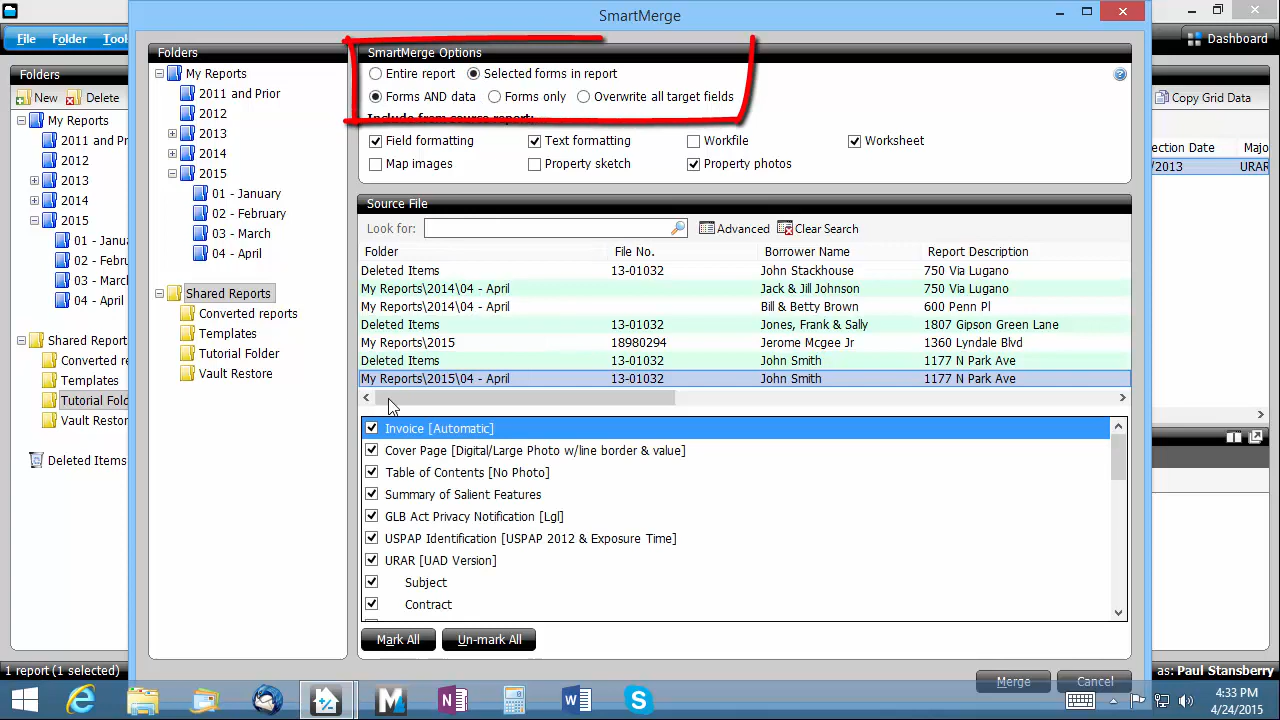 SmartMerge
File Folder Tool
Dashboard
Folders
New Delete
My Reports
2011 and
2012
2013
2014
2015
01 -
02 -
03 -
04 - April
Shared
Converted
Templates
Tutorial
Vault
Deleted Items
1 report (1 selected)
Folders
My Reports
2011 and Prior
2012
2013
2014
2015
01 - January
02 - February
03 - March
04 - April
Shared Reports
Converted reports
Templates
Tutorial Folder
Vault Restore
SmartMerge Options
Entire report Selected forms in report
Forms AND data Forms only Overwrite all target fields
Include from source report:
Field formatting Text formatting Workfile Worksheet
Map images Property sketch Property photos
Source File
Look for: Advanced Clear Search
Folder File No. Borrower Name Report Description
Deleted Items 13-01032 John Stackhouse 750 Via Lugano
My Reports\2014\04 - April Jack & Jill Johnson 750 Via Lugano
My Reports\2014\04 - April Bill & Betty Brown 600 Penn Pl
Deleted Items 13-01032 Jones, Frank & Sally 1807 Gipson Green Lane
My Reports\2015 18980294 Jerome Mcgee Jr 1360 Lyndale Blvd
Deleted Items 13-01032 John Smith 1177 N Park Ave
My Reports\2015\04 - April 13-01032 John Smith 1177 N Park Ave
Invoice [Automatic]
Cover Page [Digital/Large Photo w/line border & value]
Table of Contents [No Photo]
Summary of Salient Features
GLB Act Privacy Notification [Lgl]
USPAP Identification [USPAP 2012 & Exposure Time]
URAR [UAD Version]
Subject
Contract
Mark All Un-mark All
Merge Cancel
Copy Grid Data
Date Majo
/2013 URAR
as: Paul Stansberry
4:33 PM
4/24/2015